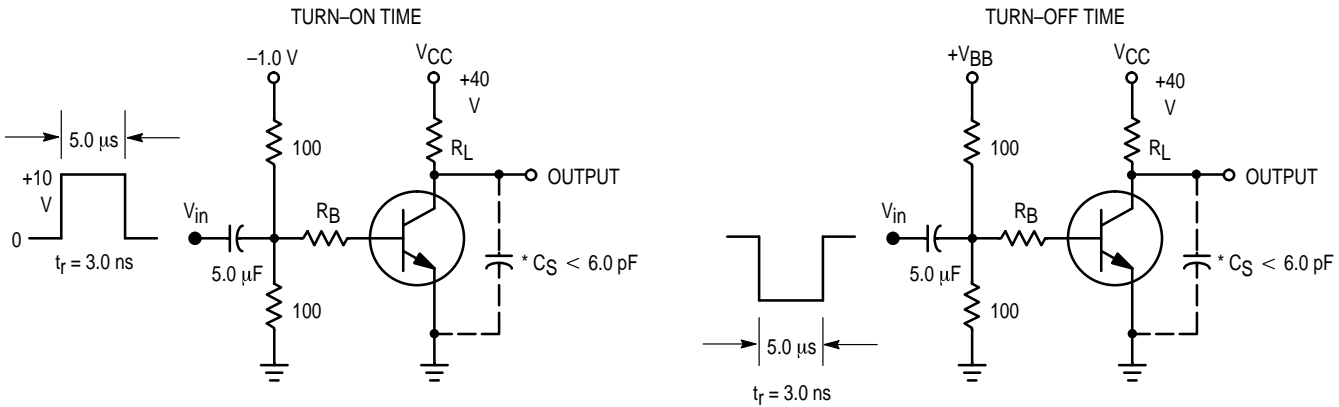 TURN–ON TIME
–1.0 V
VCC
+40
V
5.0 µs
100
RL
+10
V
OUTPUT
Vin
RB
0
* CS < 6.0 pF
tr = 3.0 ns
5.0 µF
100
TURN–OFF TIME
+VBB
VCC
+40
V
100
RL
OUTPUT
Vin
RB
* CS < 6.0 pF
5.0 µF
100
5.0 µs
tr = 3.0 ns